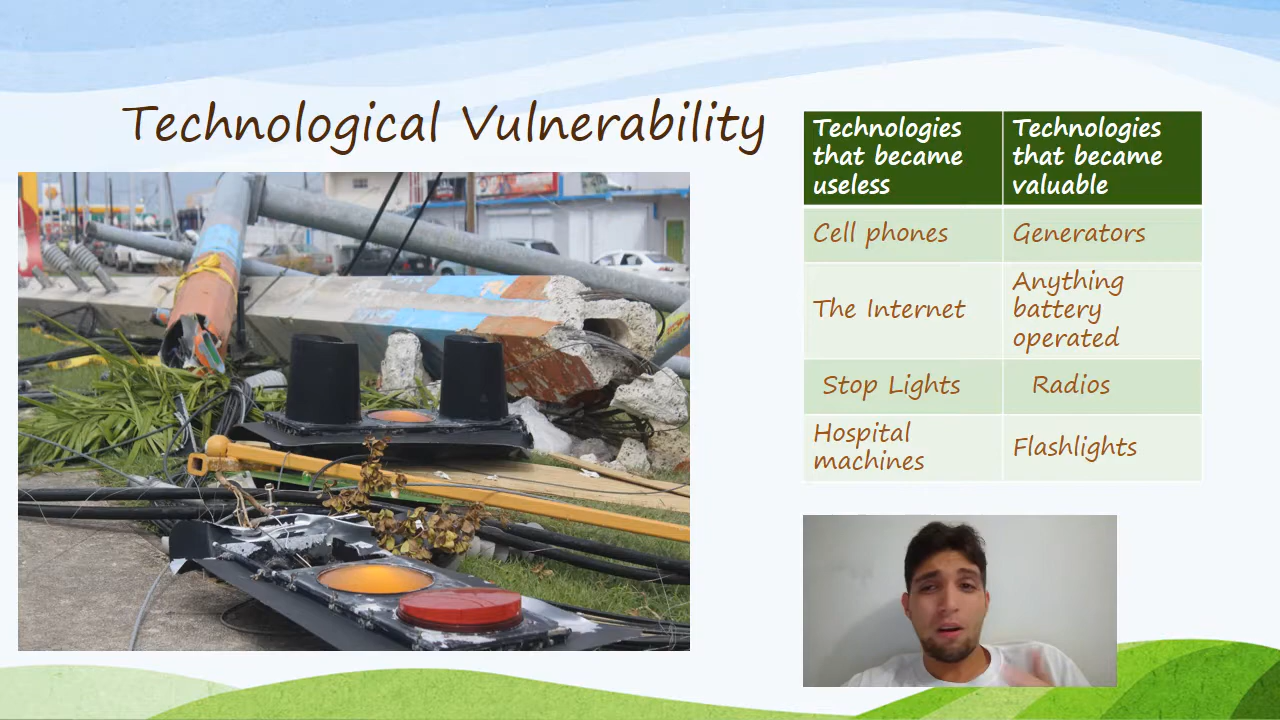 Technological Vulnerability
Technologies
that became
useless
Technologies
that became
valuable
Cell phones
Generators
The Internet
Anything
battery
operated
Stop Lights
Radios
Hospital
machines
Flashlights